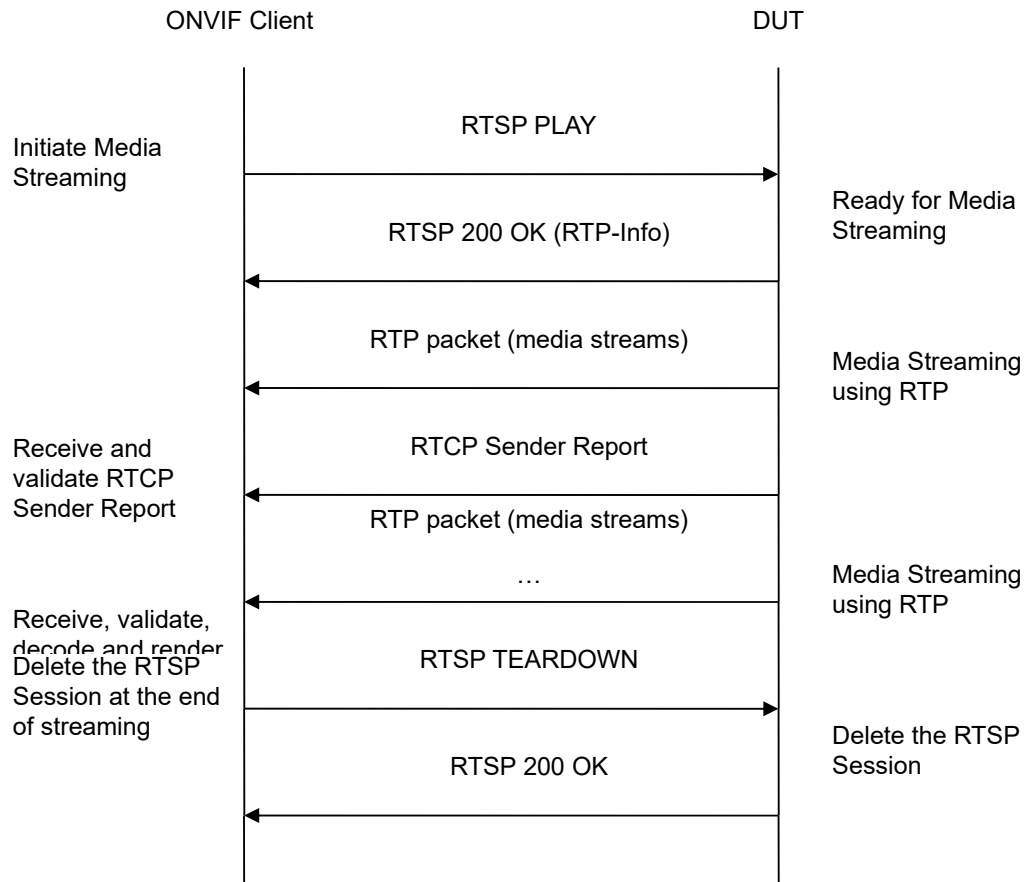 ONVIF Client
DUT
RTSP PLAY
Initiate Media
Streaming
Ready for Media
Streaming
RTSP 200 OK (RTP-Info)
RTP packet (media streams)
Media Streaming
using RTP
Receive and
validate RTCP
Sender Report
RTCP Sender Report
RTP packet (media streams)
…
Media Streaming
using RTP
Receive, validate,
decode and render
Delete the RTSP
Session at the end
of streaming
RTSP TEARDOWN
Delete the RTSP
Session
RTSP 200 OK